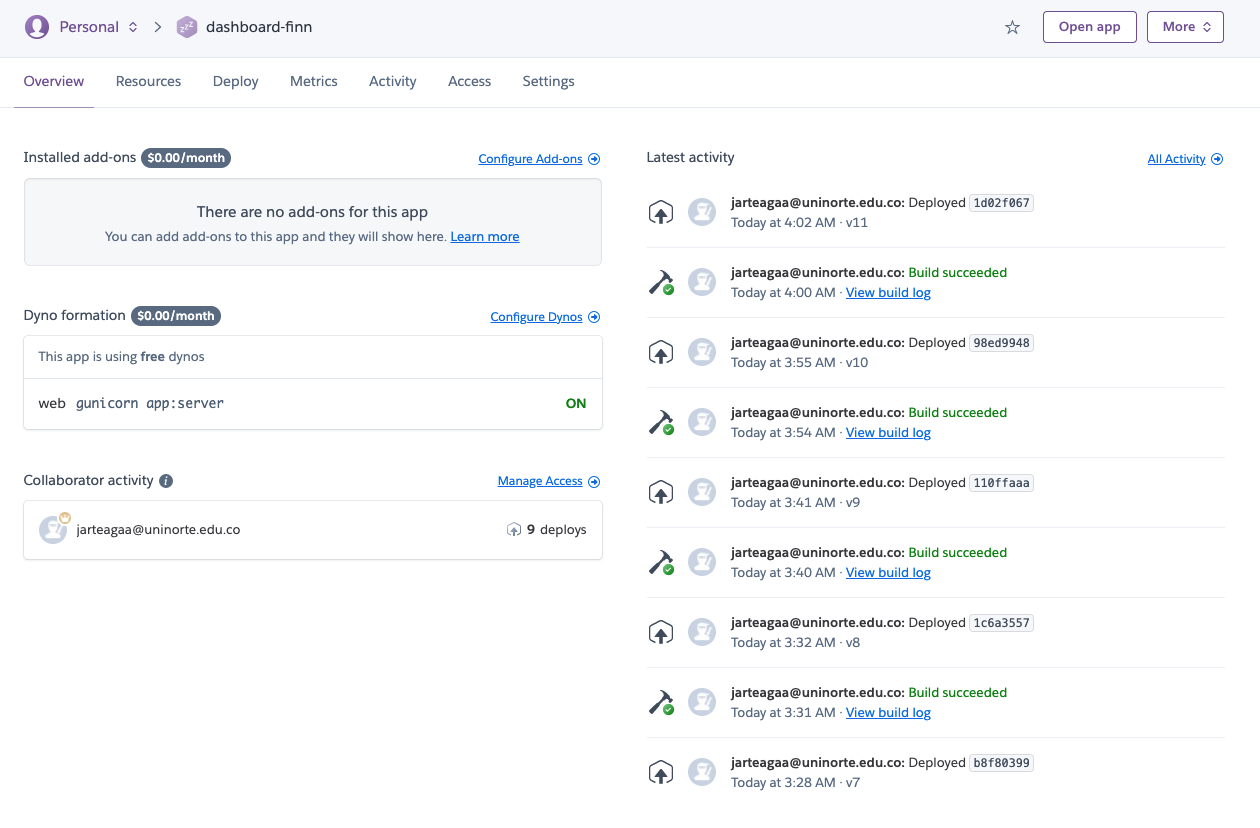 Personal dashboard-finn
Open app
More
Overview Resources Deploy Metrics Activity Access Settings
Installed add-ons $0.00/month Configure Add-ons
There are no add-ons for this app
You can add add-ons to this app and they will show here. Learn more
Dyno formation $0.00/month Configure Dynos
This app is using free dynos
web gunicorn app:server ON
Collaborator activity i Manage Access
jarteagaa@uninorte.edu.co 9 deploys
Latest activity All Activity
jarteagaa@uninorte.edu.co: Deployed 1d02f067
Today at 4:02 AM · v11
jarteagaa@uninorte.edu.co: Build succeeded
Today at 4:00 AM · View build log
jarteagaa@uninorte.edu.co: Deployed 98ed9948
Today at 3:55 AM · v10
jarteagaa@uninorte.edu.co: Build succeeded
Today at 3:54 AM · View build log
jarteagaa@uninorte.edu.co: Deployed 110ffaaa
Today at 3:41 AM · v9
jarteagaa@uninorte.edu.co: Build succeeded
Today at 3:40 AM · View build log
jarteagaa@uninorte.edu.co: Deployed 1c6a3557
Today at 3:32 AM · v8
jarteagaa@uninorte.edu.co: Build succeeded
Today at 3:31 AM · View build log
jarteagaa@uninorte.edu.co: Deployed b8f80399
Today at 3:28 AM · v7